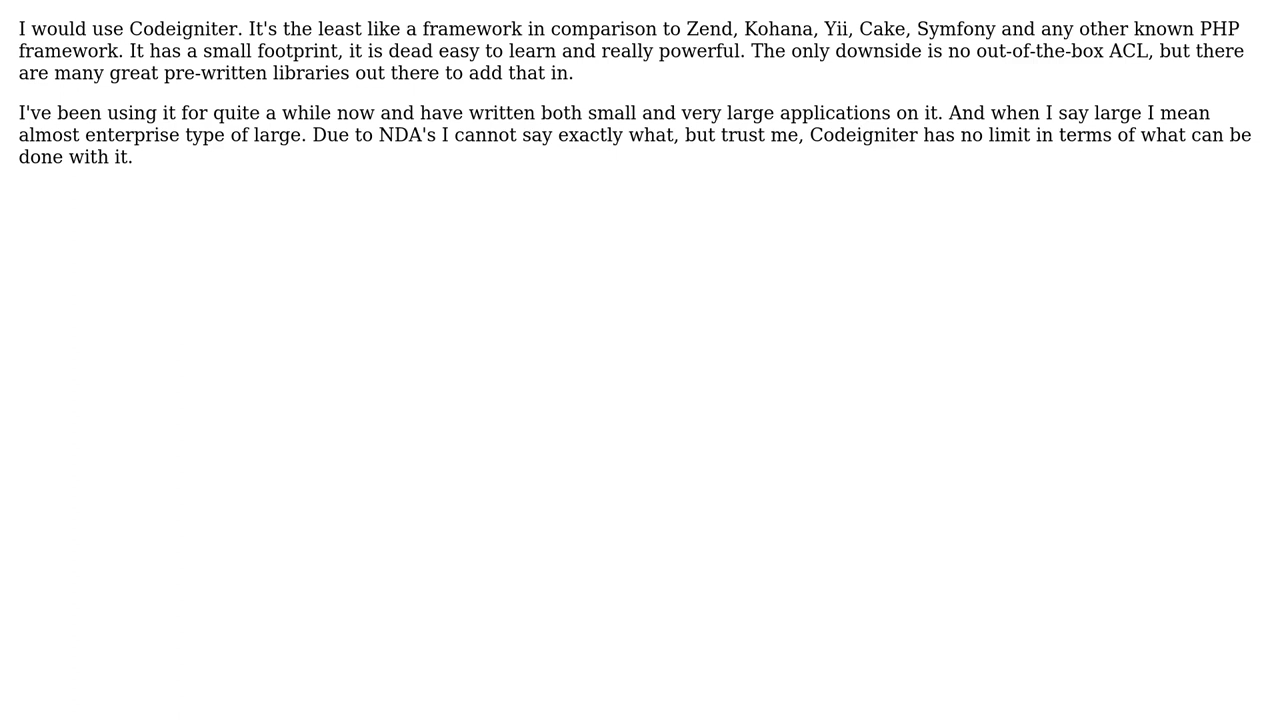 I would use Codeigniter. It's the least like a framework in comparison to Zend, Kohana, Yii, Cake, Symfony and any other known PHP
framework. It has a small footprint, it is dead easy to learn and really powerful. The only downside is no out-of-the-box ACL, but there
are many great pre-written libraries out there to add that in.
I've been using it for quite a while now and have written both small and very large applications on it. And when I say large I mean
almost enterprise type of large. Due to NDA's I cannot say exactly what, but trust me, Codeigniter has no limit in terms of what can be
done with it.